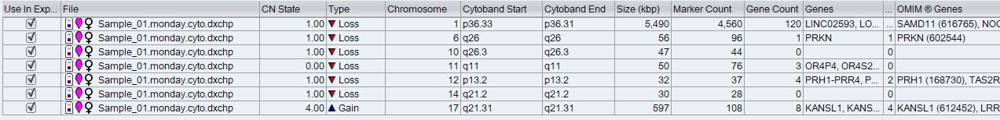 Use In Exp... File CN State Type Chromosome Cytoband Start Cytoband End Size (kbp) Marker Count Gene Count Genes ... OMIM ® Genes
Sample_01.monday.cyto.dxchp 1.00 Loss 1 p36.33 p36.31 5,490 4,560 120 LINC02593, LO... ... SAMD11 (616765), NOC
Sample_01.monday.cyto.dxchp 1.00 Loss 6 q26 q26 56 96 1 PRKN 1 PRKN (602544)
Sample_01.monday.cyto.dxchp 1.00 Loss 10 q26.3 q26.3 47 44 0 0
Sample_01.monday.cyto.dxchp 0.00 Loss 11 q11 q11 50 76 3 OR4P4, OR4S2... 0
Sample_01.monday.cyto.dxchp 1.00 Loss 12 p13.2 p13.2 32 37 4 PRH1-PRR4, P... 2 PRH1 (168730), TAS2R
Sample_01.monday.cyto.dxchp 1.00 Loss 14 q21.2 q21.2 30 28 0 0
Sample_01.monday.cyto.dxchp 4.00 Gain 17 q21.31 q21.31 597 108 8 KANSL1, KANS... 4 KANSL1 (612452), LRR